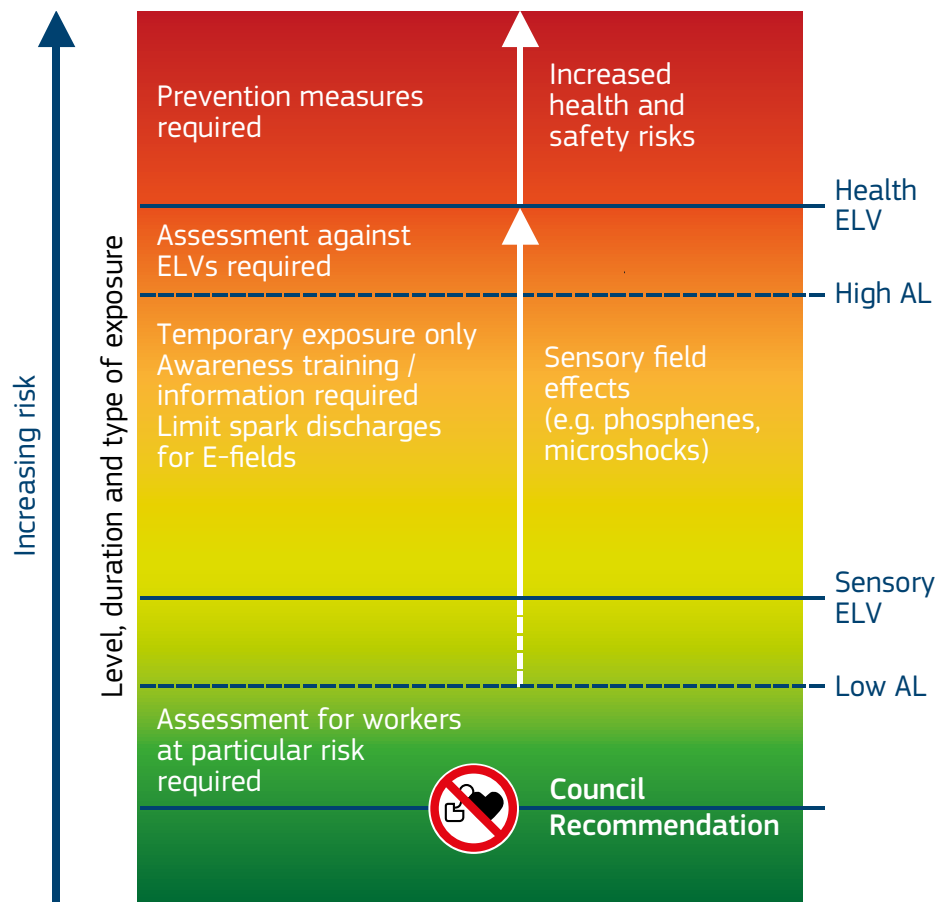 Increasing risk
Level, duration and type of exposure
Prevention measures
required
Increased
health and
safety risks
Health
ELV
Assessment against
ELVs required
High AL
Temporary exposure only
Awareness training /
information required
Limit spark discharges
for E-fields
Sensory field
effects
(e.g. phosphenes,
microshocks)
Sensory
ELV
Low AL
Assessment for workers
at particular risk
required
Council
Recommendation